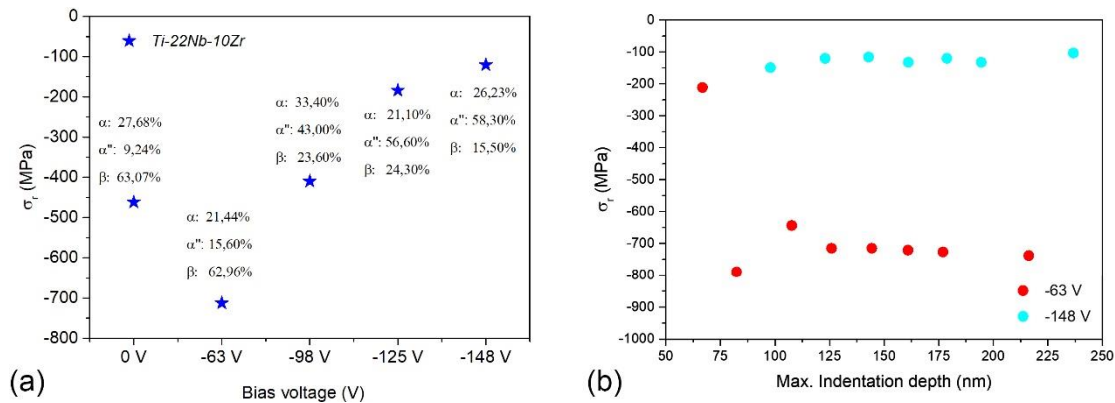 0
-100
-200
-300
-400
-500
-600
-700
-800
σr (MPa)
Ti-22Nb-10Zr
α: 27,68%
α": 9,24%
β: 63,07%
α: 21,44%
α": 15,60%
β: 62,96%
α: 33,40%
α": 43,00%
β: 23,60%
α: 21,10%
α": 56,60%
β: 24,30%
α: 26,23%
α": 58,30%
β: 15,50%
0 V
-63 V
-98 V
-125 V
-148 V
Bias voltage (V)
(a)
0
-100
-200
-300
-400
-500
-600
-700
-800
-900
-1000
σr (MPa)
-63 V
-148 V
50
75
100
125
150
175
200
225
250
Max. Indentation depth (nm)
(b)